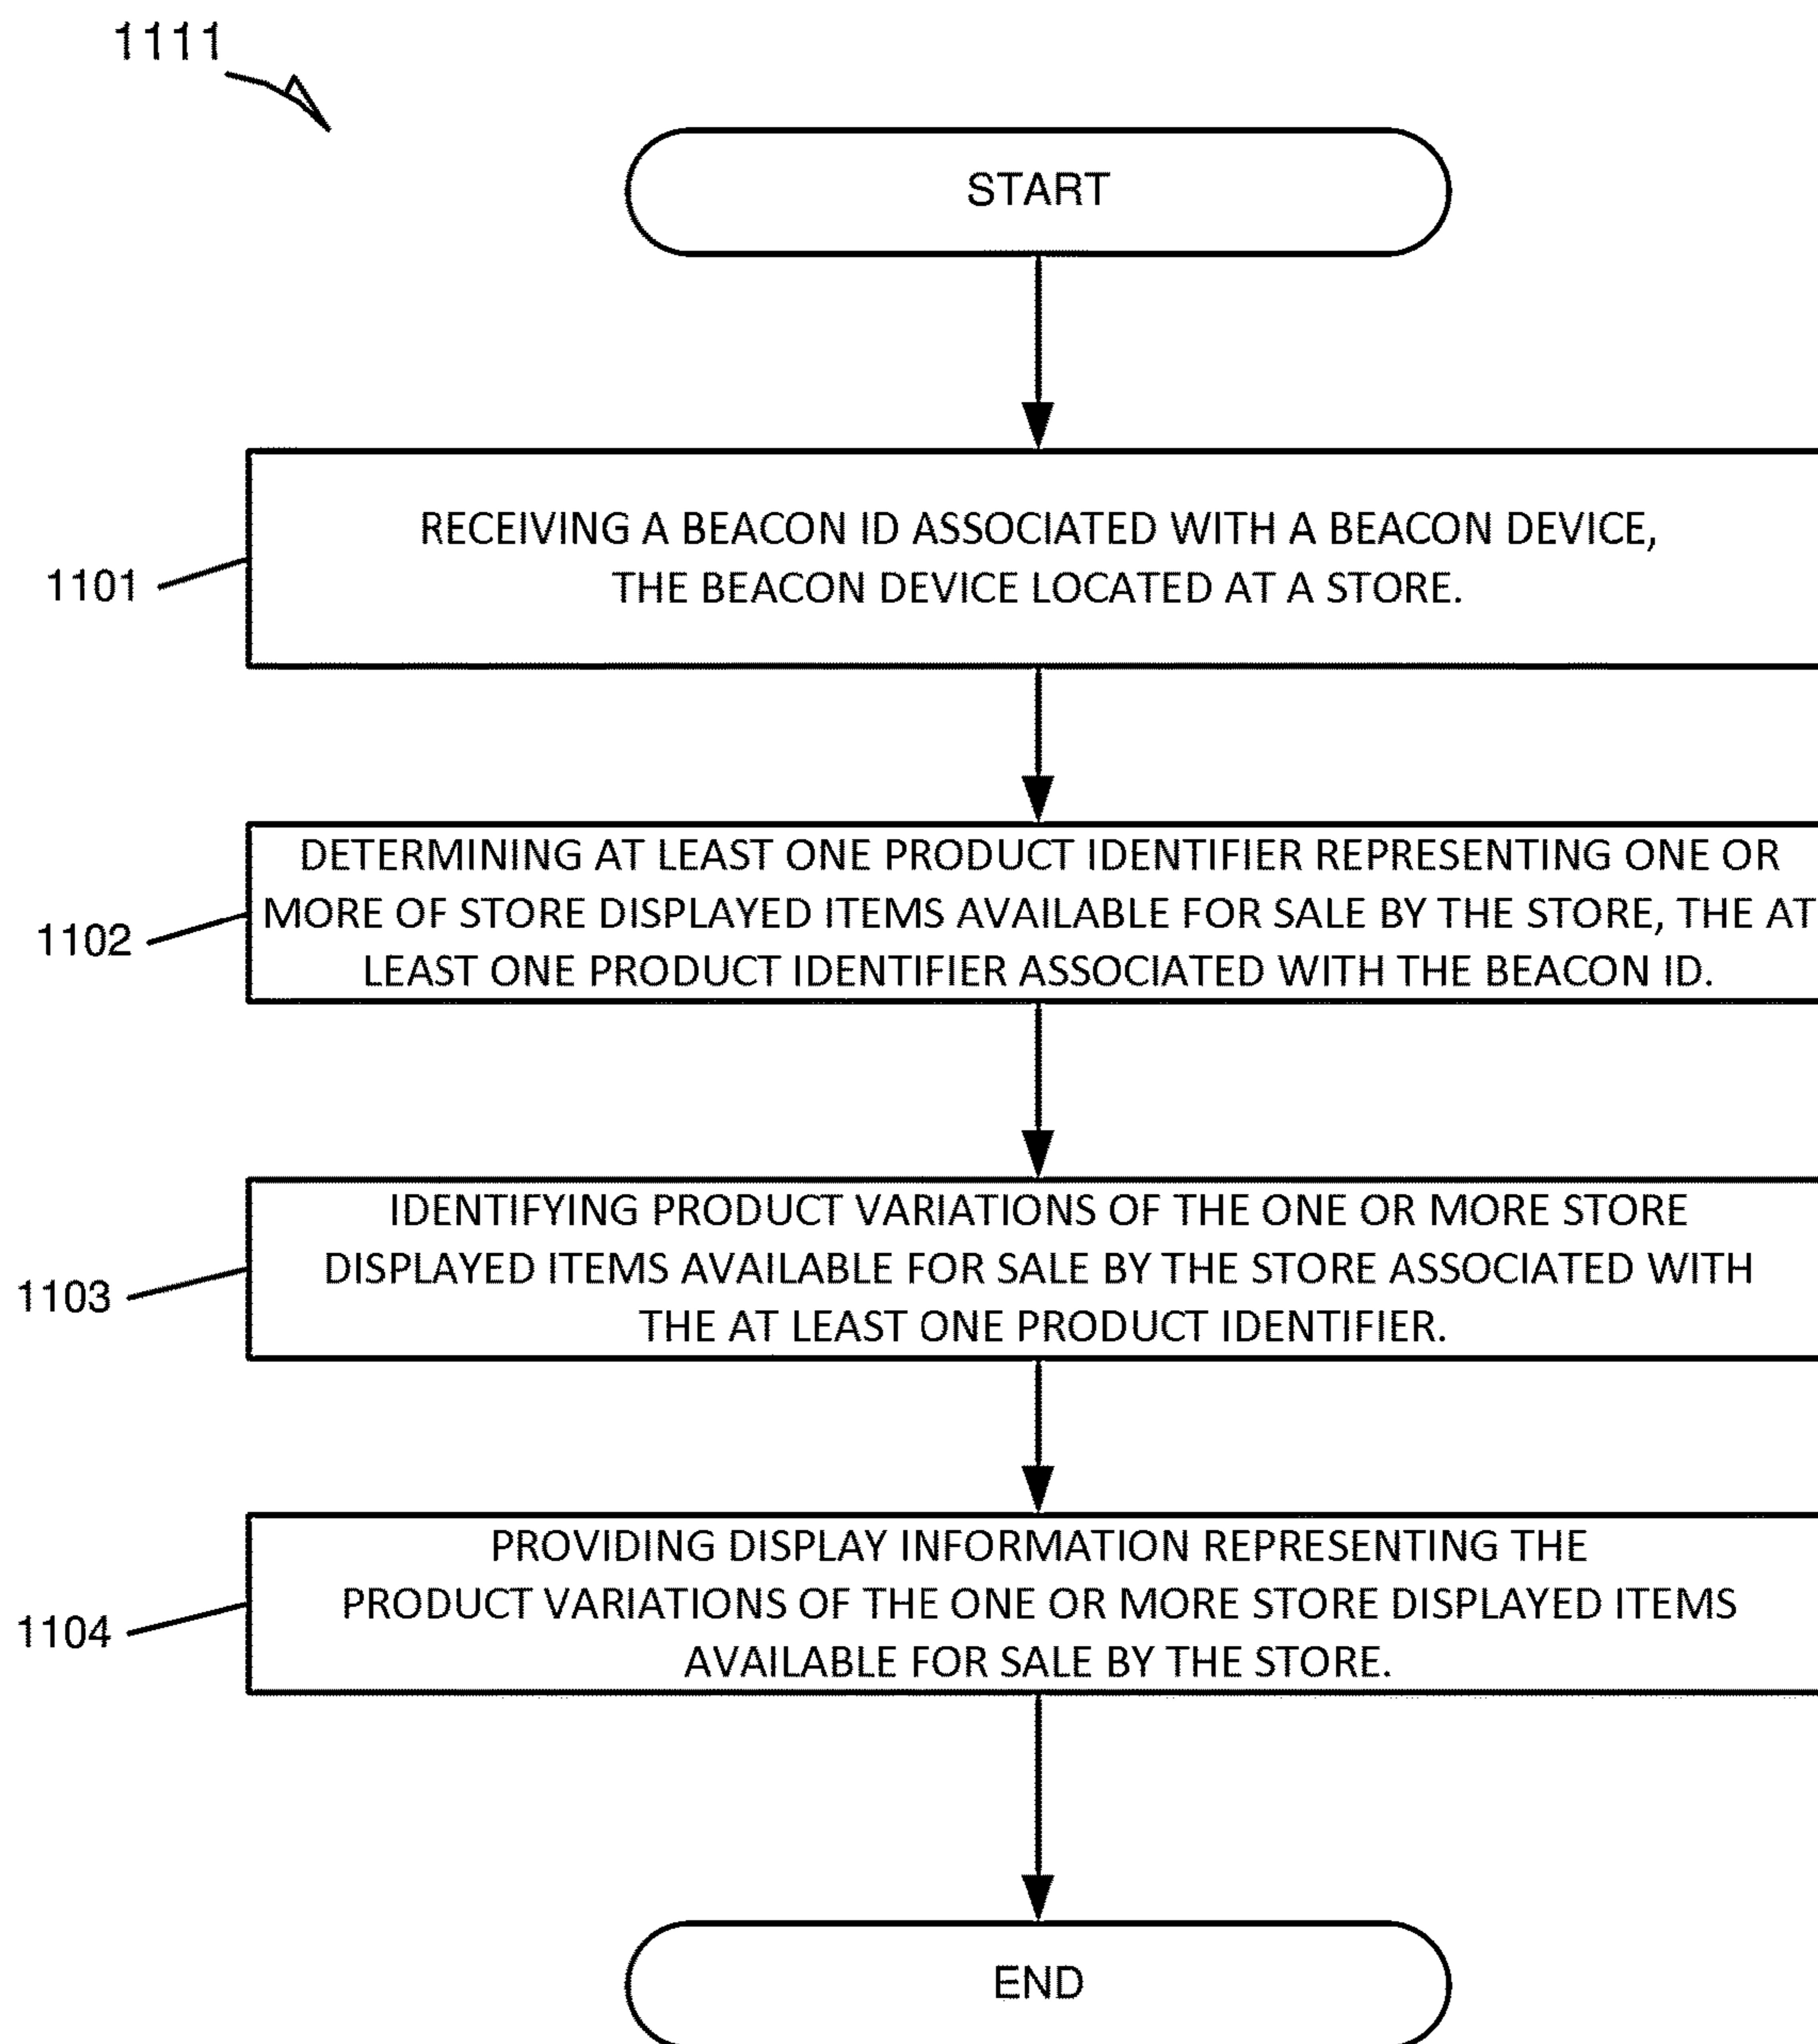 1111
START
RECEIVING A BEACON ID ASSOCIATED WITH A BEACON DEVICE,
THE BEACON DEVICE LOCATED AT A STORE.
1101
DETERMINING AT LEAST ONE PRODUCT IDENTIFIER REPRESENTING ONE OR
MORE OF STORE DISPLAYED ITEMS AVAILABLE FOR SALE BY THE STORE, THE AT
LEAST ONE PRODUCT IDENTIFIER ASSOCIATED WITH THE BEACON ID.
1102
IDENTIFYING PRODUCT VARIATIONS OF THE ONE OR MORE STORE
DISPLAYED ITEMS AVAILABLE FOR SALE BY THE STORE ASSOCIATED WITH
THE AT LEAST ONE PRODUCT IDENTIFIER.
1103
PROVIDING DISPLAY INFORMATION REPRESENTING THE
PRODUCT VARIATIONS OF THE ONE OR MORE STORE DISPLAYED ITEMS
AVAILABLE FOR SALE BY THE STORE.
1104
END